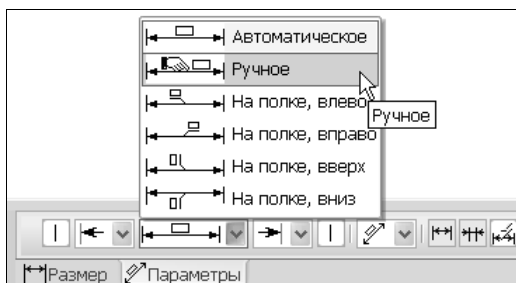 Автоматическое
Ручное
На полке, влево
Ручное
На полке, вправо
На полке, вверх
На полке, вниз
Размер Параметры